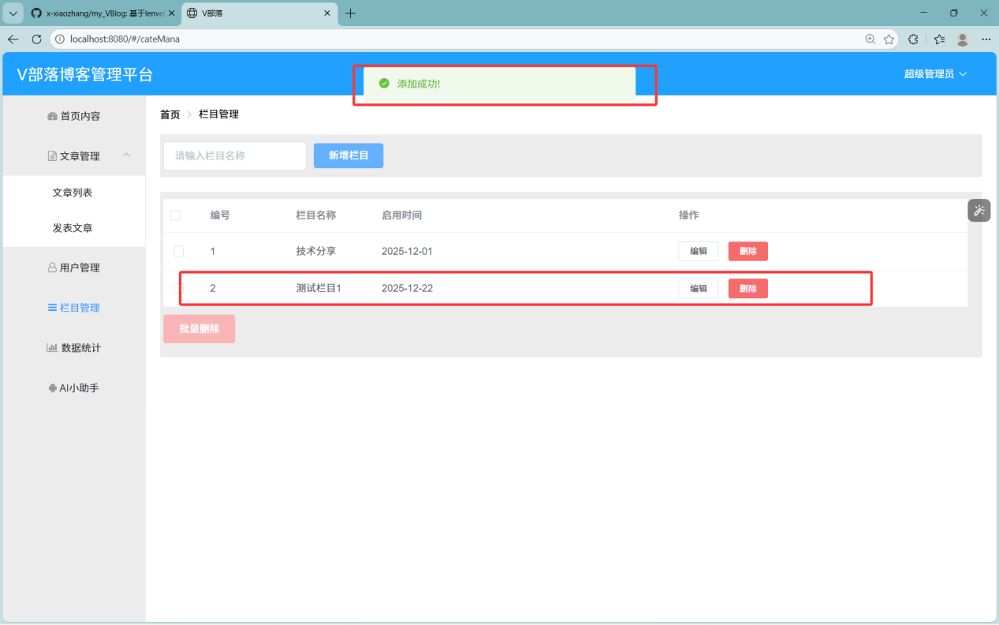 x-xiaozhang/my_VBlog: 基于lenve
V部落
localhost:8080/#/cateMana
V部落博客管理平台
添加成功!
超级管理员
首页内容
首页 > 栏目管理
文章管理
请输入栏目名称
新增栏目
文章列表
编号 栏目名称 启用时间 操作
发表文章
1 技术分享 2025-12-01 编辑 删除
用户管理
2 测试栏目1 2025-12-22 编辑 删除
栏目管理
批量删除
数据统计
AI小助手